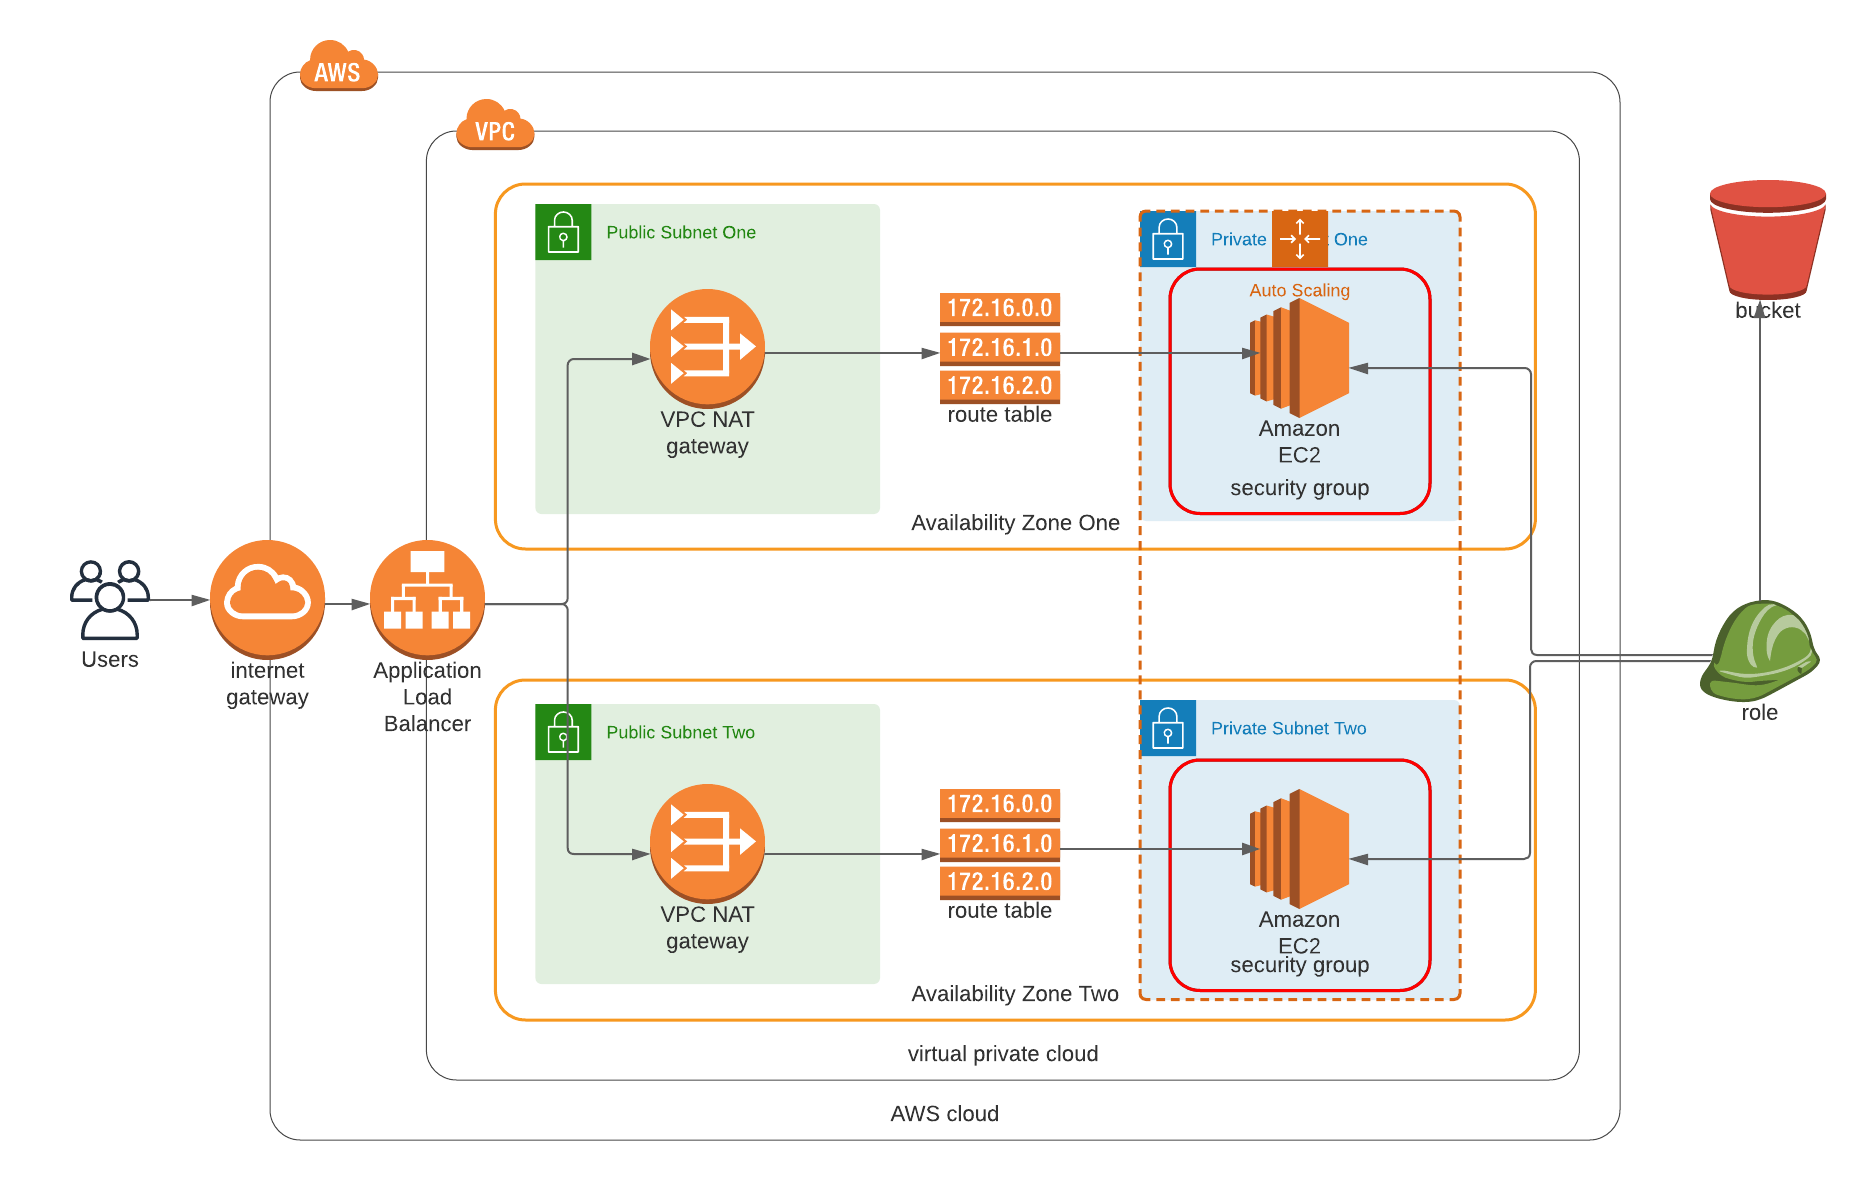 AWS
VPC
Public Subnet One
Private
One
Auto Scaling
172.16.0.0
172.16.1.0
172.16.2.0
route table
VPC NAT
gateway
Amazon
EC2
security group
Availability Zone One
bucket
Users
internet
gateway
Application
Load
Balancer
role
Public Subnet Two
Private Subnet Two
172.16.0.0
172.16.1.0
172.16.2.0
route table
VPC NAT
gateway
Amazon
EC2
security group
Availability Zone Two
virtual private cloud
AWS cloud